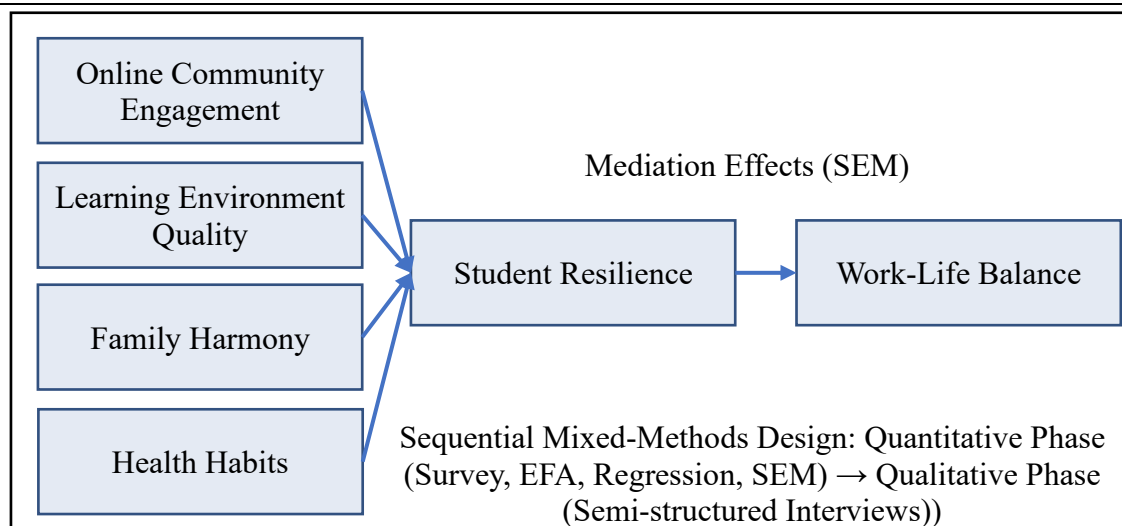 Online Community
Engagement
Learning Environment
Quality
Family Harmony
Health Habits
Mediation Effects (SEM)
Student Resilience
Work-Life Balance
Sequential Mixed-Methods Design: Quantitative Phase
(Survey, EFA, Regression, SEM) → Qualitative Phase
(Semi-structured Interviews))